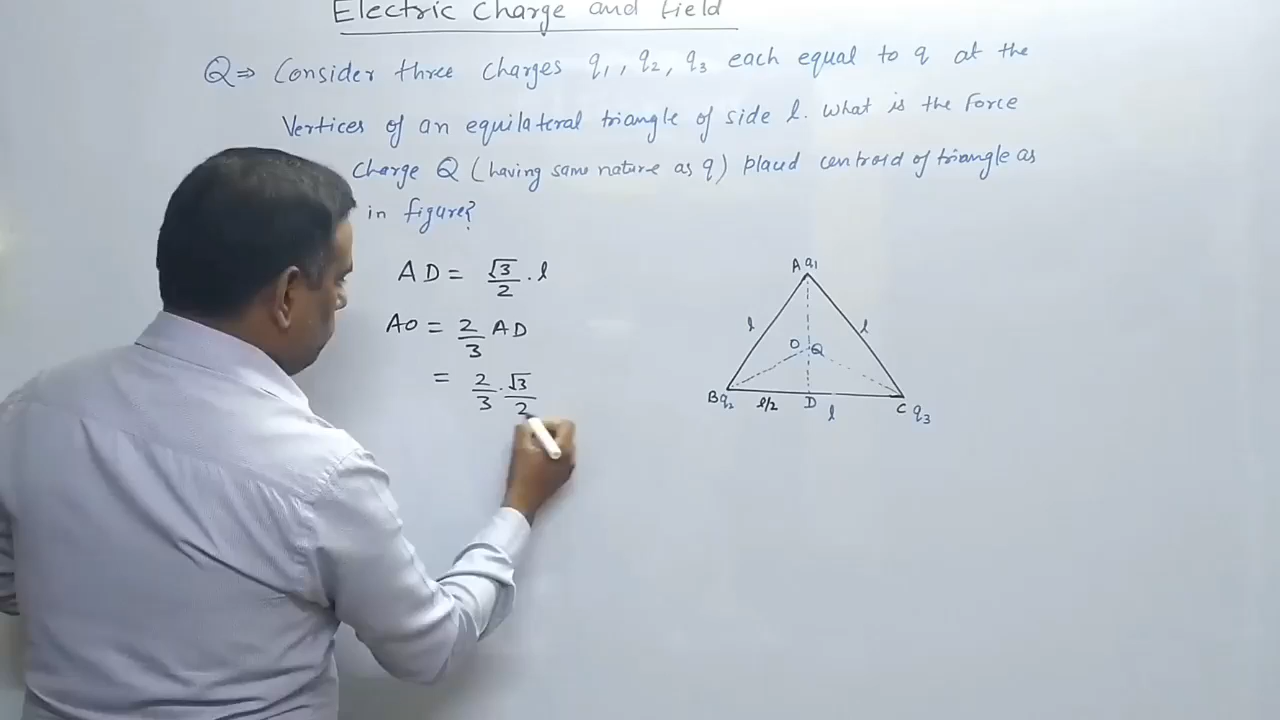 Electric Charge and Field
Q⇒ Consider three charges q₁, q₂, q₃ each equal to q at the
Vertices of an equilateral triangle of side l. What is the Force
charge Q (having same nature as q) placed centroid of triangle as
in figure?
AD = √3/2 . l
AO = 2/3 AD
= 2/3 . √3/2
A q₁
l
l
O
Q
B q₂
l/2
D
l
C q₃